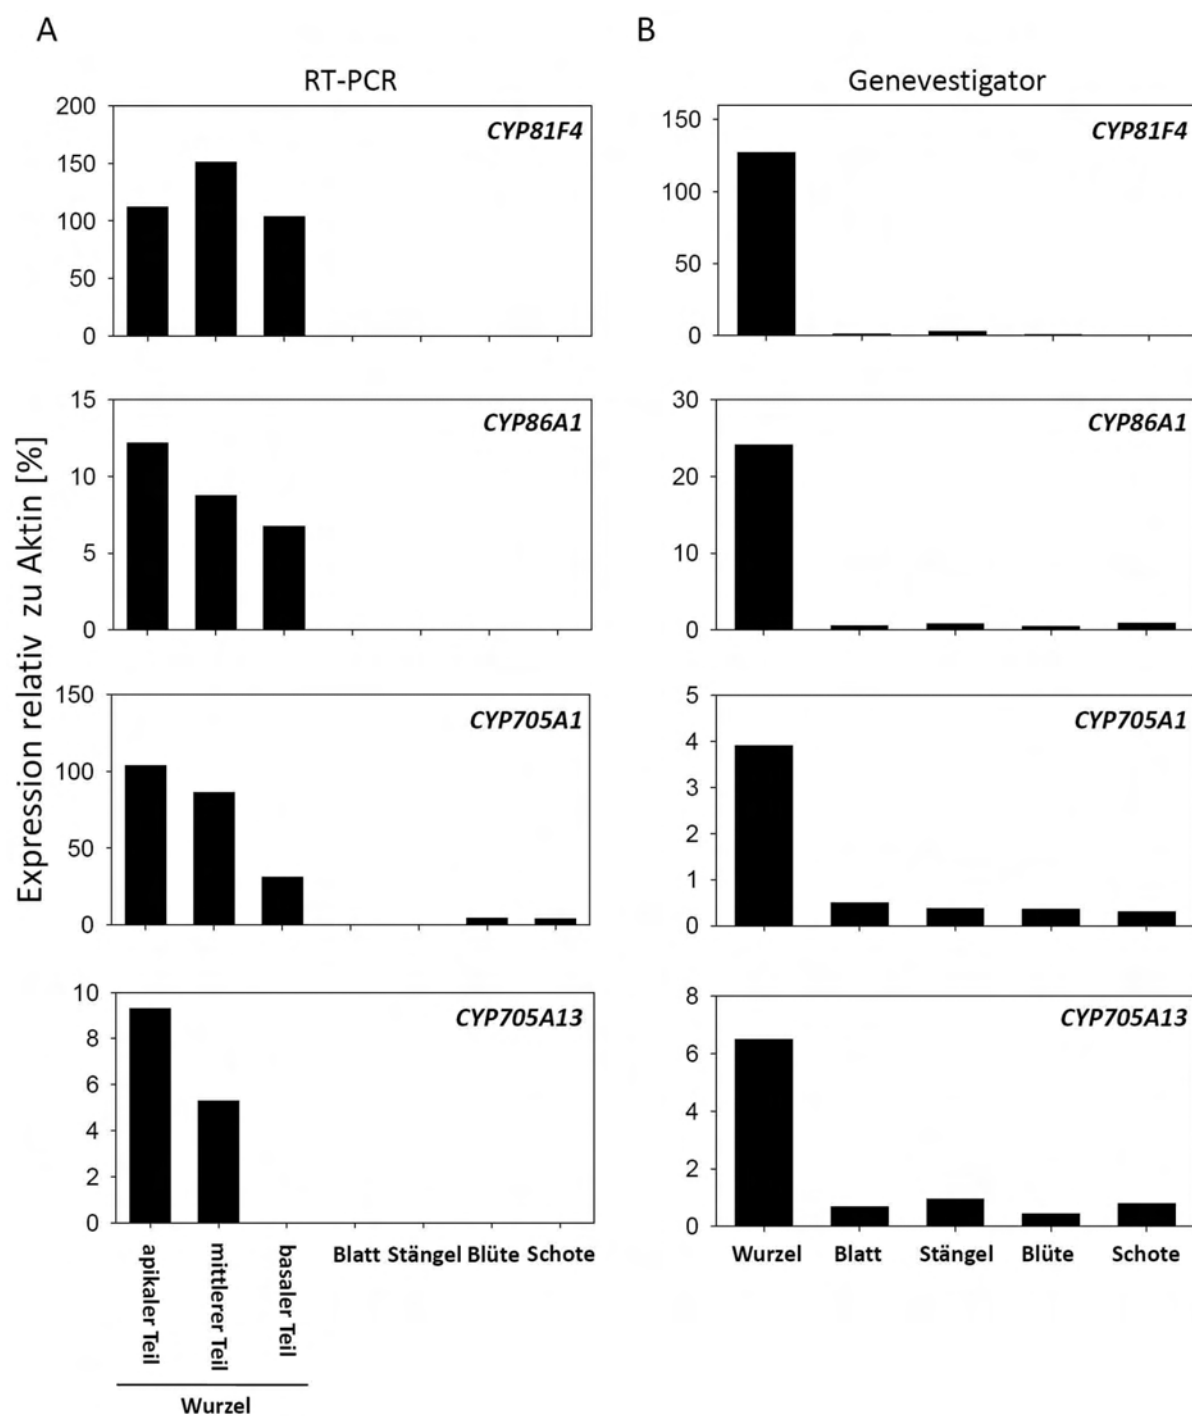 A
B
RT-PCR
Genevestigator
Expression relativ zu Aktin [%]
200
150
100
50
0
CYP81F4
150
100
50
0
CYP81F4
15
10
5
0
CYP86A1
30
20
10
0
CYP86A1
150
100
50
0
CYP705A1
5
4
3
2
1
0
CYP705A1
10
8
6
4
2
0
CYP705A13
8
6
4
2
0
CYP705A13
apikaler Teil
mittlerer Teil
basaler Teil
Blatt Stängel Blüte Schote
Wurzel
Wurzel Blatt Stängel Blüte Schote